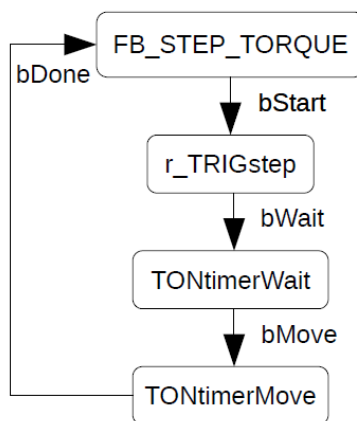 FB_STEP_TORQUE
bDone
bStart
r_TRIGstep
bWait
TONtimerWait
bMove
TONtimerMove